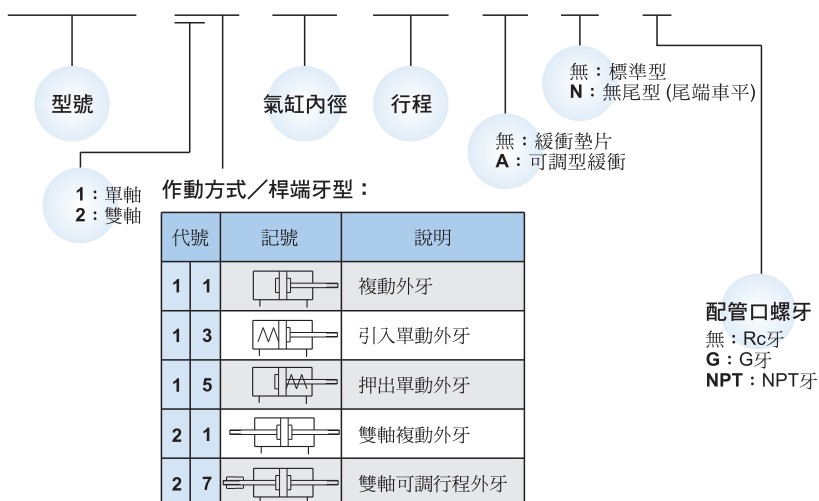 型號
氣缸內徑
行程
無：標準型
N：無尾型 (尾端車平)
無：緩衝墊片
A：可調型緩衝
1：單軸
2：雙軸
作動方式／桿端牙型：
代號 記號 說明
1 1 複動外牙
1 3 引入單動外牙
1 5 押出單動外牙
2 1 雙軸複動外牙
2 7 雙軸可調行程外牙
配管口螺牙
無：Rc牙
G：G牙
NPT：NPT牙